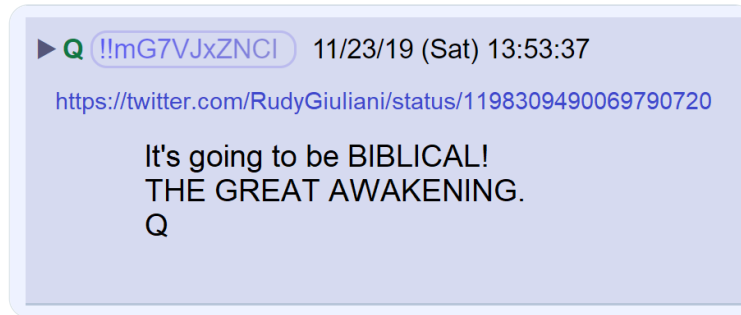 ▶ Q !!mG7VJxZNCI 11/23/19 (Sat) 13:53:37
https://twitter.com/RudyGiuliani/status/1198309490069790720
It's going to be BIBLICAL!
THE GREAT AWAKENING.
Q